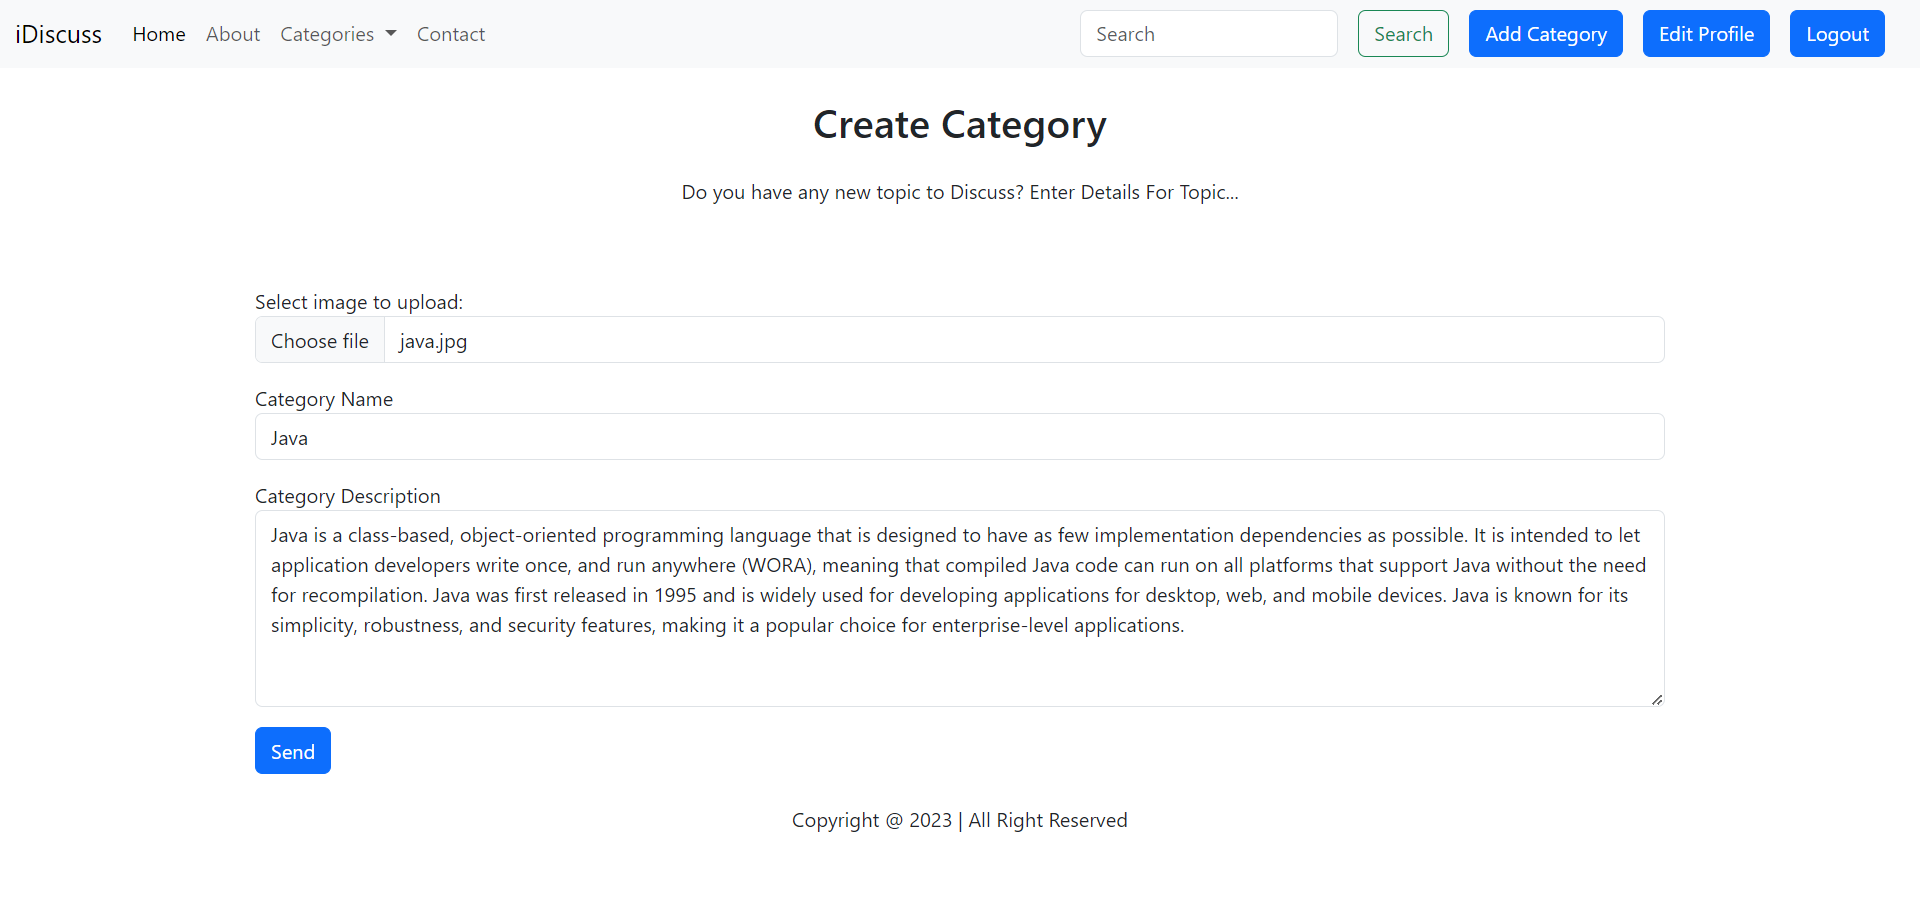 iDiscuss Home About Categories Contact Search Search Add Category Edit Profile Logout
Create Category
Do you have any new topic to Discuss? Enter Details For Topic...
Select image to upload:
Choose file java.jpg
Category Name
Java
Category Description
Java is a class-based, object-oriented programming language that is designed to have as few implementation dependencies as possible. It is intended to let
application developers write once, and run anywhere (WORA), meaning that compiled Java code can run on all platforms that support Java without the need
for recompilation. Java was first released in 1995 and is widely used for developing applications for desktop, web, and mobile devices. Java is known for its
simplicity, robustness, and security features, making it a popular choice for enterprise-level applications.
Send
Copyright @ 2023 | All Right Reserved